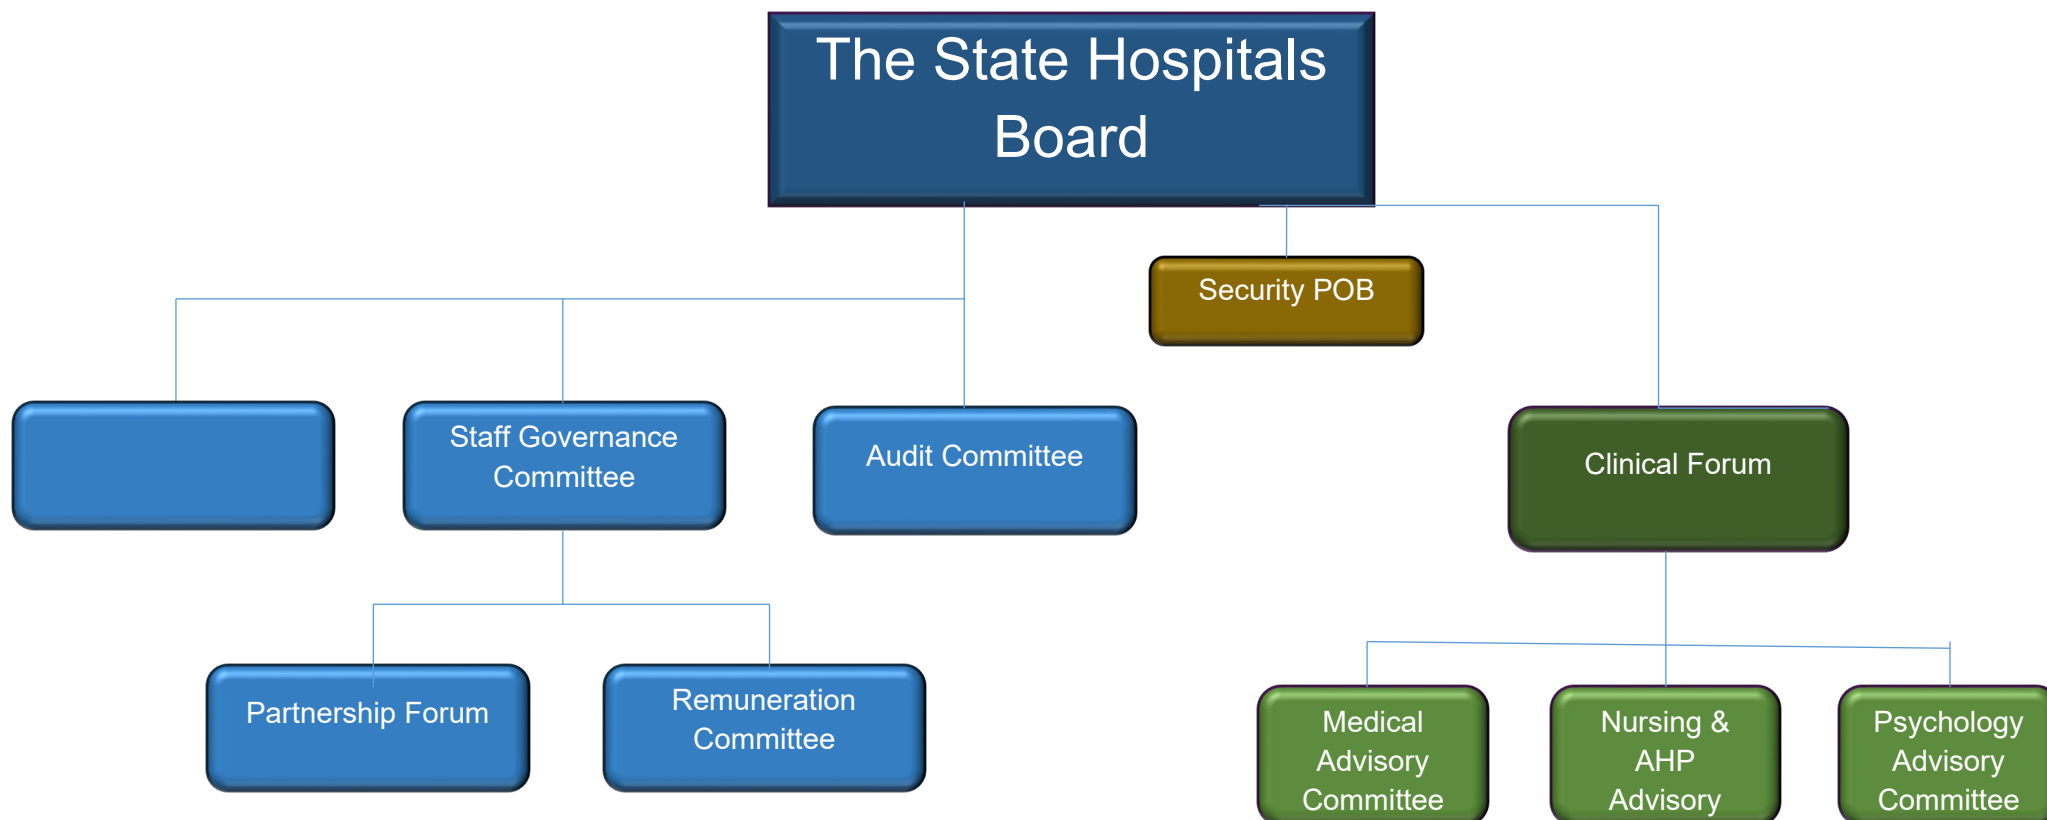 The State Hospitals
Board
Security POB
Staff Governance
Committee
Audit Committee
Clinical Forum
Partnership Forum
Remuneration
Committee
Medical
Advisory
Committee
Nursing &
AHP
Advisory
Psychology
Advisory
Committee